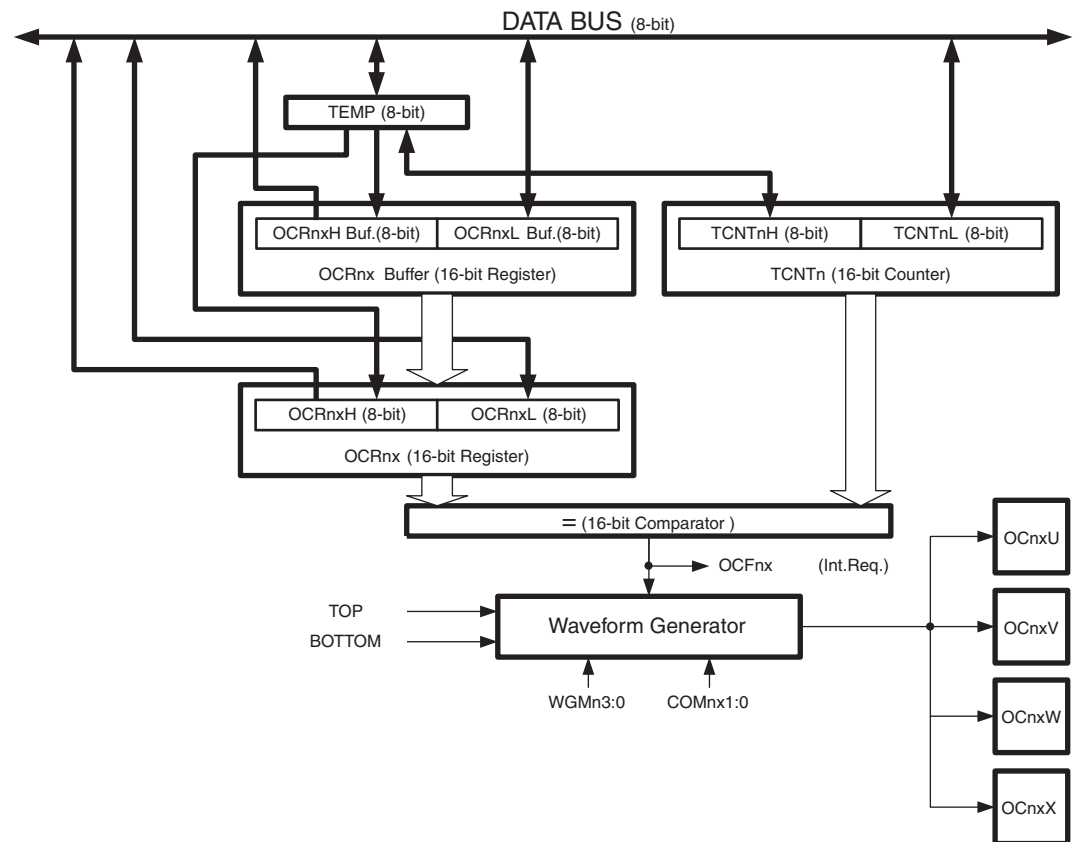 DATA BUS (8-bit)
TEMP (8-bit)
OCRnxH Buf.(8-bit)
OCRnxL Buf.(8-bit)
OCRnx Buffer (16-bit Register)
TCNTnH (8-bit)
TCNTnL (8-bit)
TCNTn (16-bit Counter)
OCRnxH (8-bit)
OCRnxL (8-bit)
OCRnx (16-bit Register)
= (16-bit Comparator )
OCFnx (Int.Req.)
TOP
BOTTOM
Waveform Generator
WGMn3:0
COMnx1:0
OCnxU
OCnxV
OCnxW
OCnxX